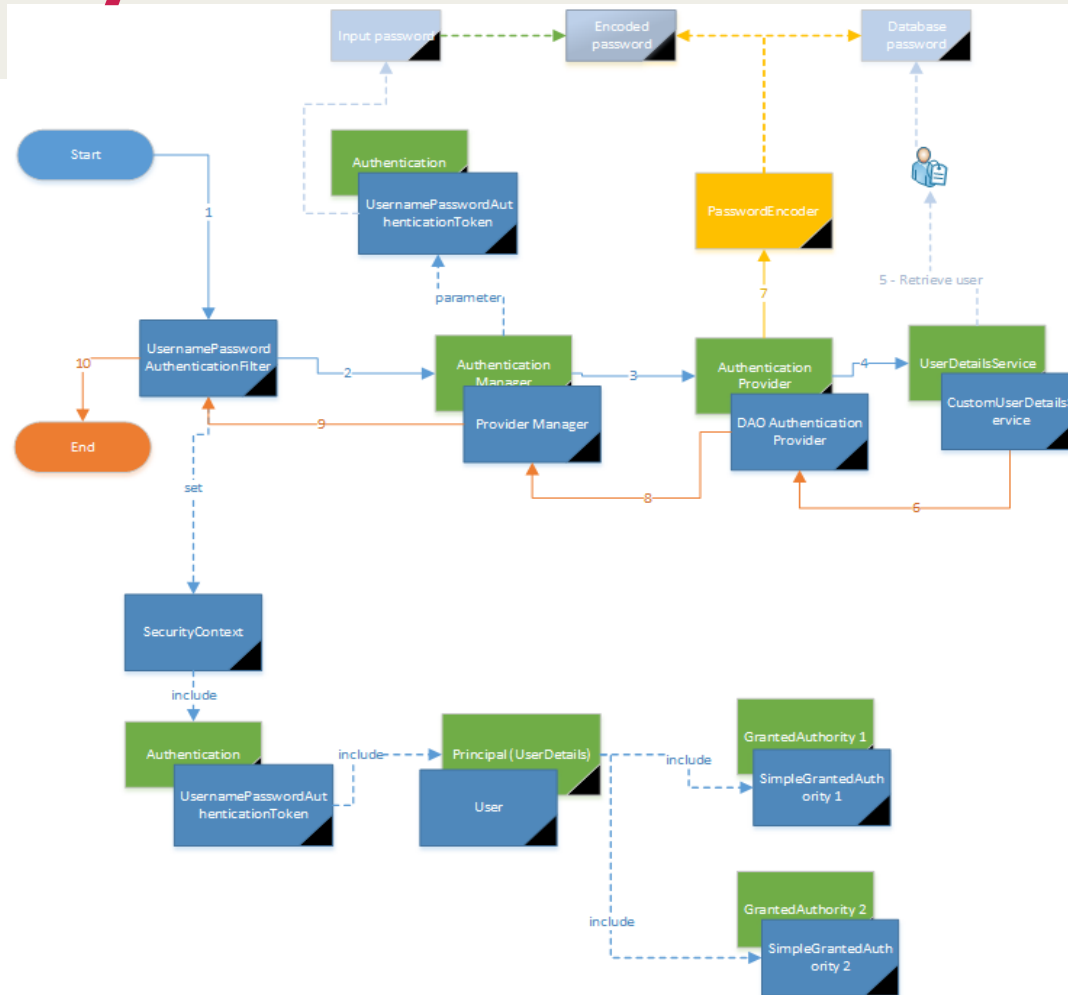 Input password
Encoded
password
Database
password
Start
Authentication
UsernamePasswordAut
henticationToken
PasswordEncoder
1
5 - Retrieve user
7
parameter
UsernamePassword
AuthenticationFilter
10
2
Authentication
Manager
Provider Manager
3
Authentication
Provider
DAO Authentication
Provider
4
UserDetailsService
CustomUserDetailsS
ervice
End
9
8
6
set
SecurityContext
include
Authentication
UsernamePasswordAut
henticationToken
include
Principal (UserDetails)
User
include
GrantedAuthority 1
SimpleGrantedAuth
ority 1
include
GrantedAuthority 2
SimpleGrantedAuth
ority 2